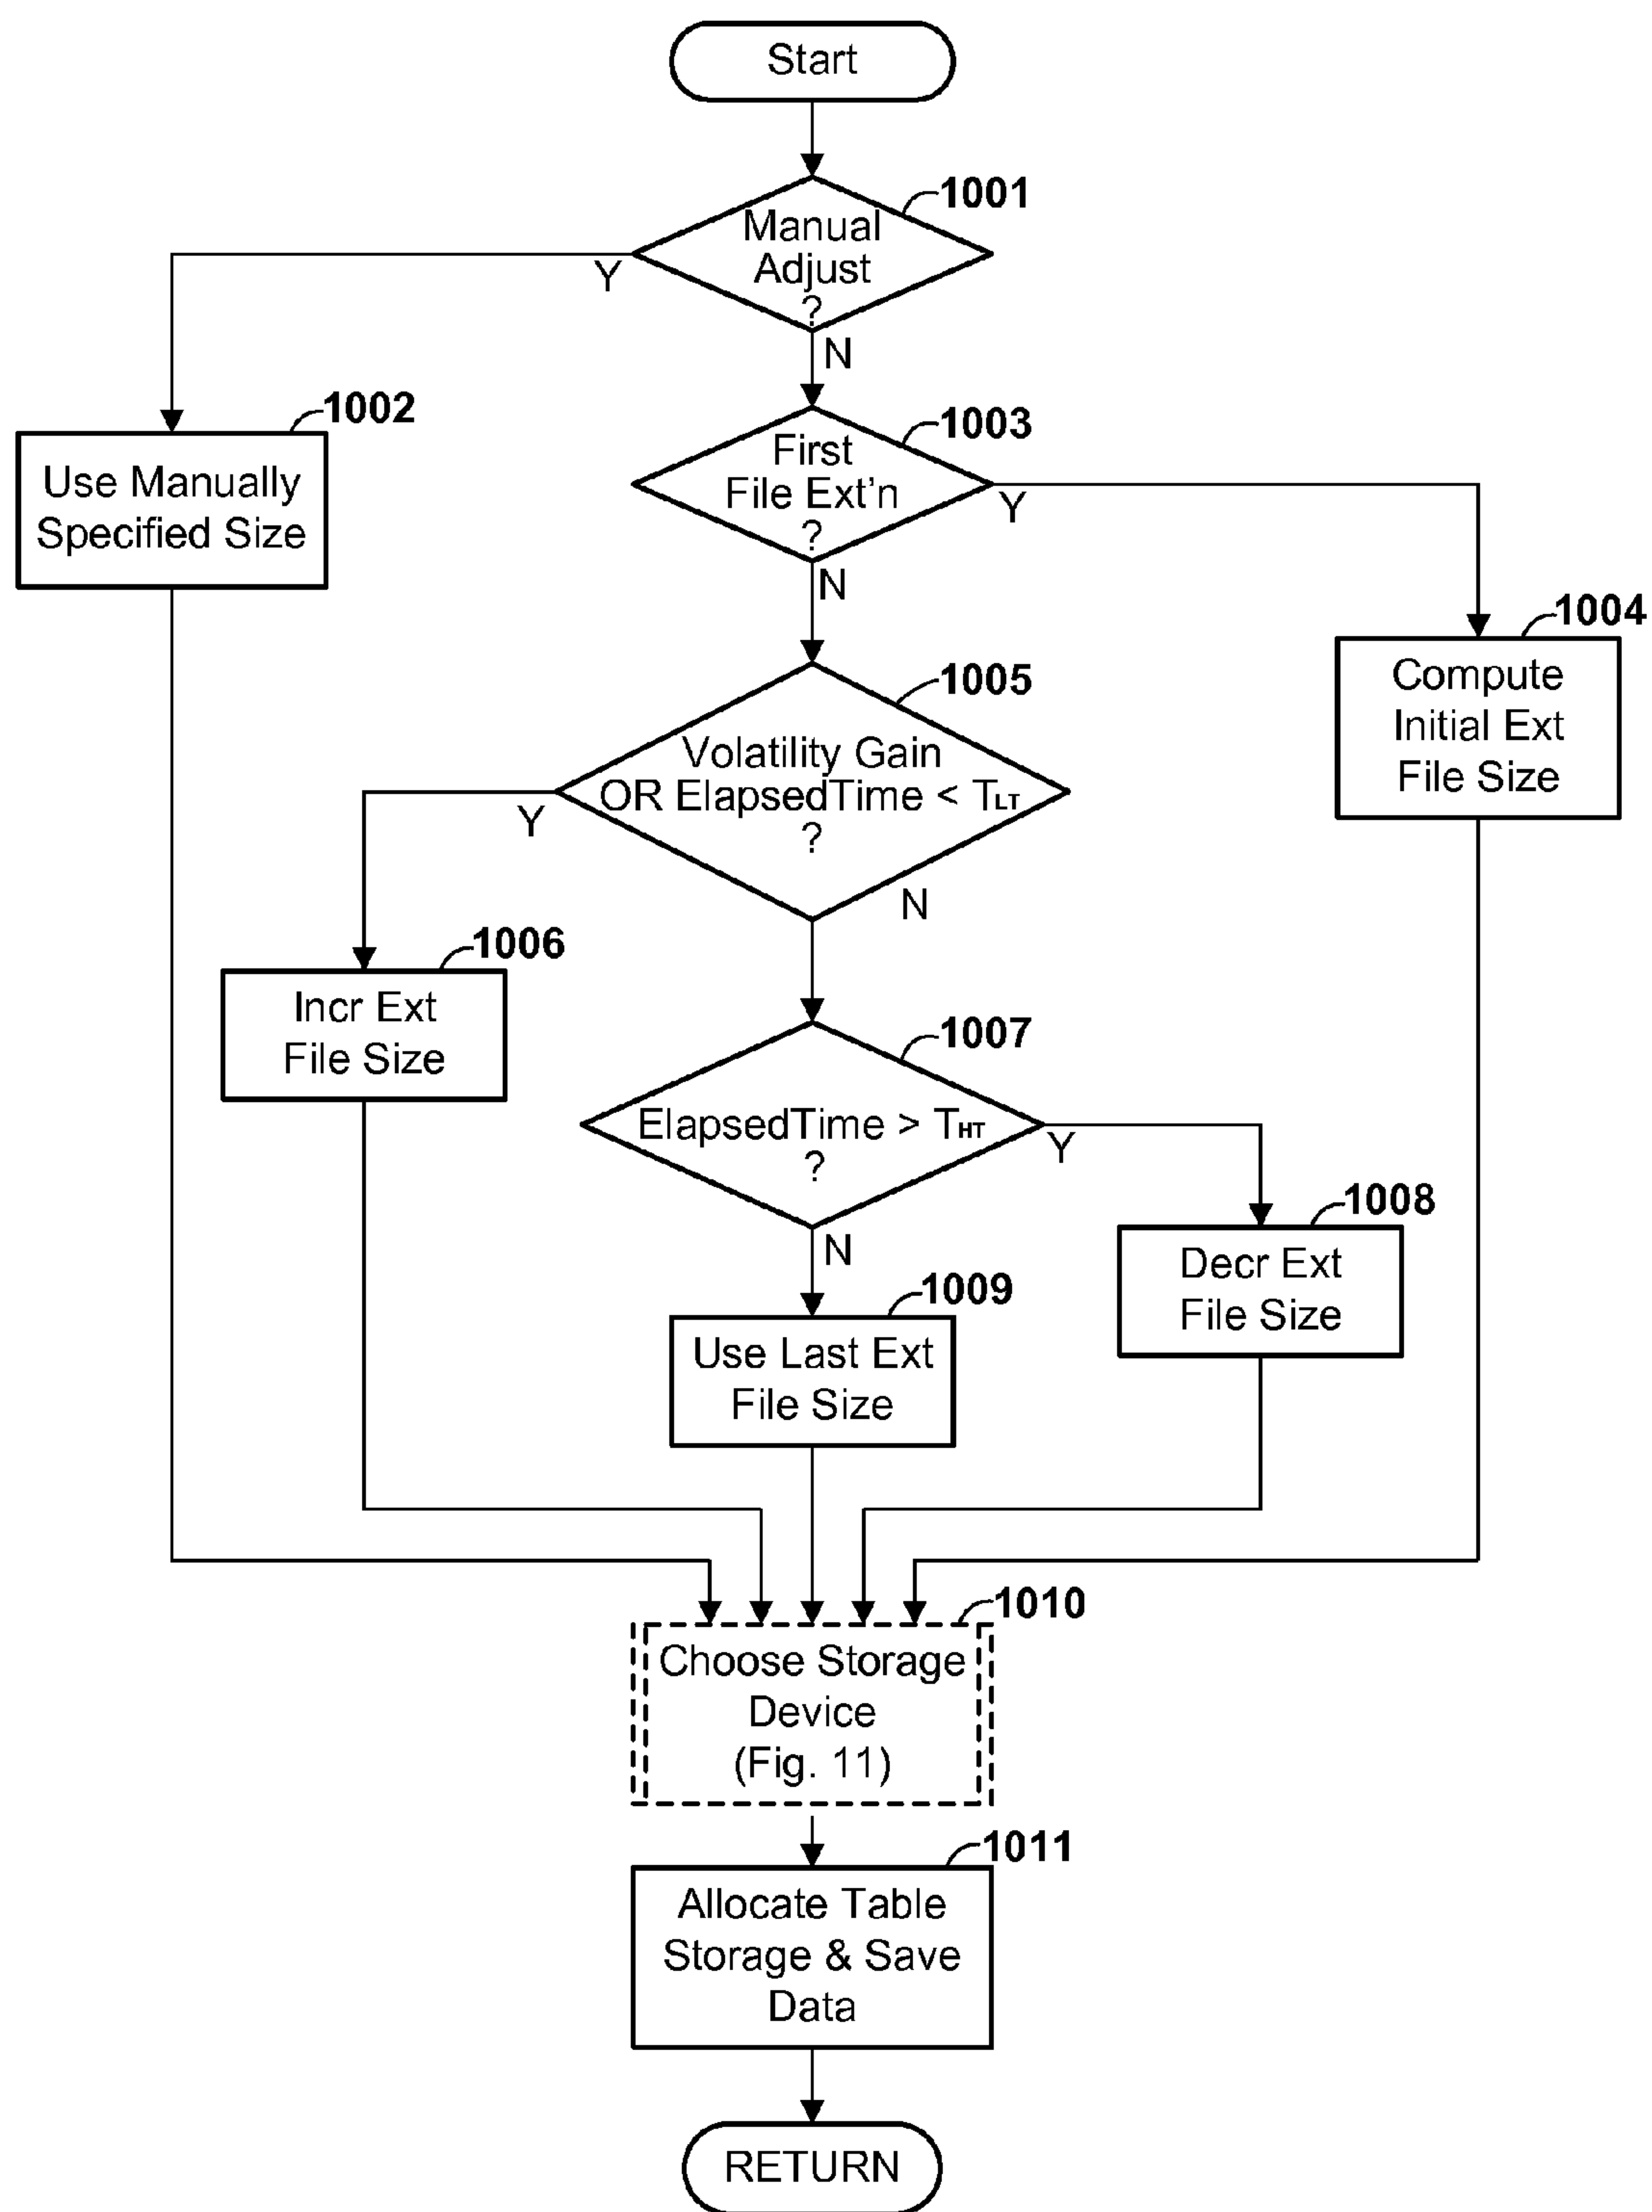 Start
1001
Manual
Adjust
?
Y
N
1002
Use Manually
Specified Size
1003
First
File Ext'n
?
Y
N
1004
Compute
Initial Ext
File Size
1005
Volatility Gain
OR ElapsedTime < TLT
?
Y
N
1006
Incr Ext
File Size
1007
ElapsedTime > THT
?
Y
N
1008
Decr Ext
File Size
1009
Use Last Ext
File Size
1010
Choose Storage
Device
(Fig. 11)
1011
Allocate Table
Storage & Save
Data
RETURN